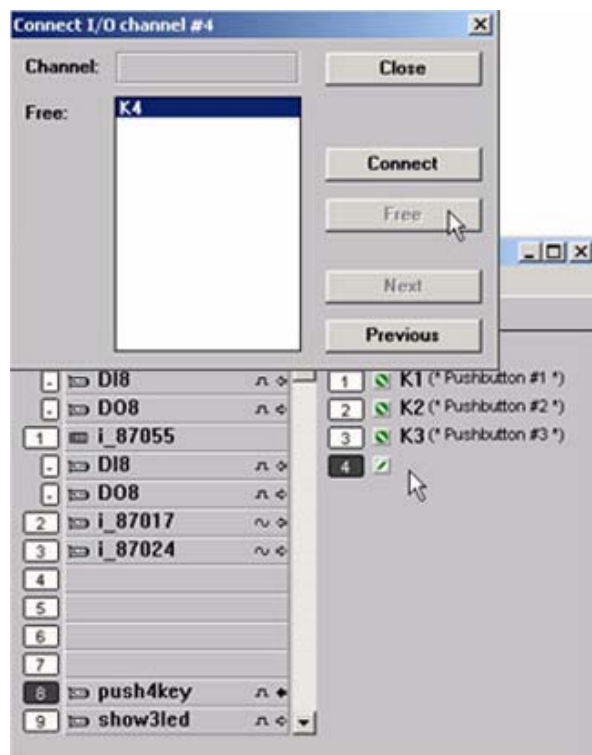 Connect I/O channel #4
Channel:
Close
Free:
K4
Connect
Free
Next
Previous
. DI8
. DO8
1 i_87055
. DI8
. DO8
2 i_87017
3 i_87024
4
5
6
7
8 push4key
9 show3led
1 K1 (* Pushbutton #1 *)
2 K2 (* Pushbutton #2 *)
3 K3 (* Pushbutton #3 *)
4